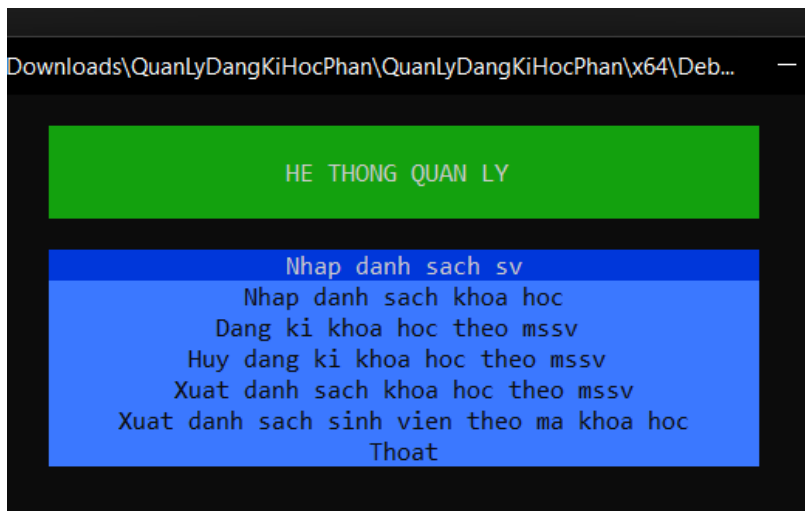 Downloads\QuanLyDangKiHocPhan\QuanLyDangKiHocPhan\x64\Deb...
HE THONG QUAN LY
Nhap danh sach sv
Nhap danh sach khoa hoc
Dang ki khoa hoc theo mssv
Huy dang ki khoa hoc theo mssv
Xuat danh sach khoa hoc theo mssv
Xuat danh sach sinh vien theo ma khoa hoc
Thoat